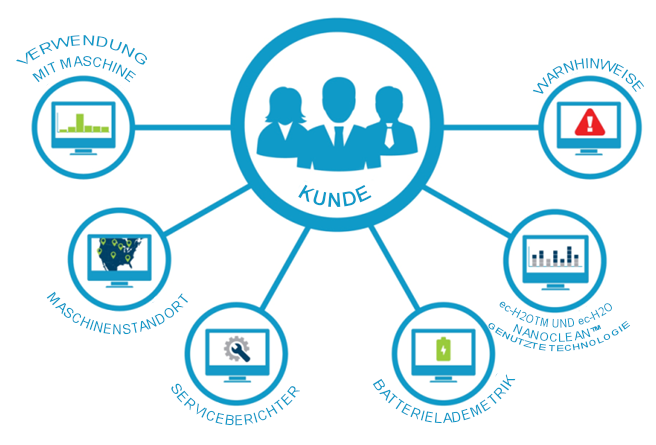 VERWENDUNG
MIT MASCHINE
WARNHINWEISE
KUNDE
MASCHINENSTANDORT
ec-H2OTM UND ec-H2O
NANOCLEAN™
GENUTZTE TECHNOLOGIE
SERVICEBERICHTER
BATTERIELADEMETRIK